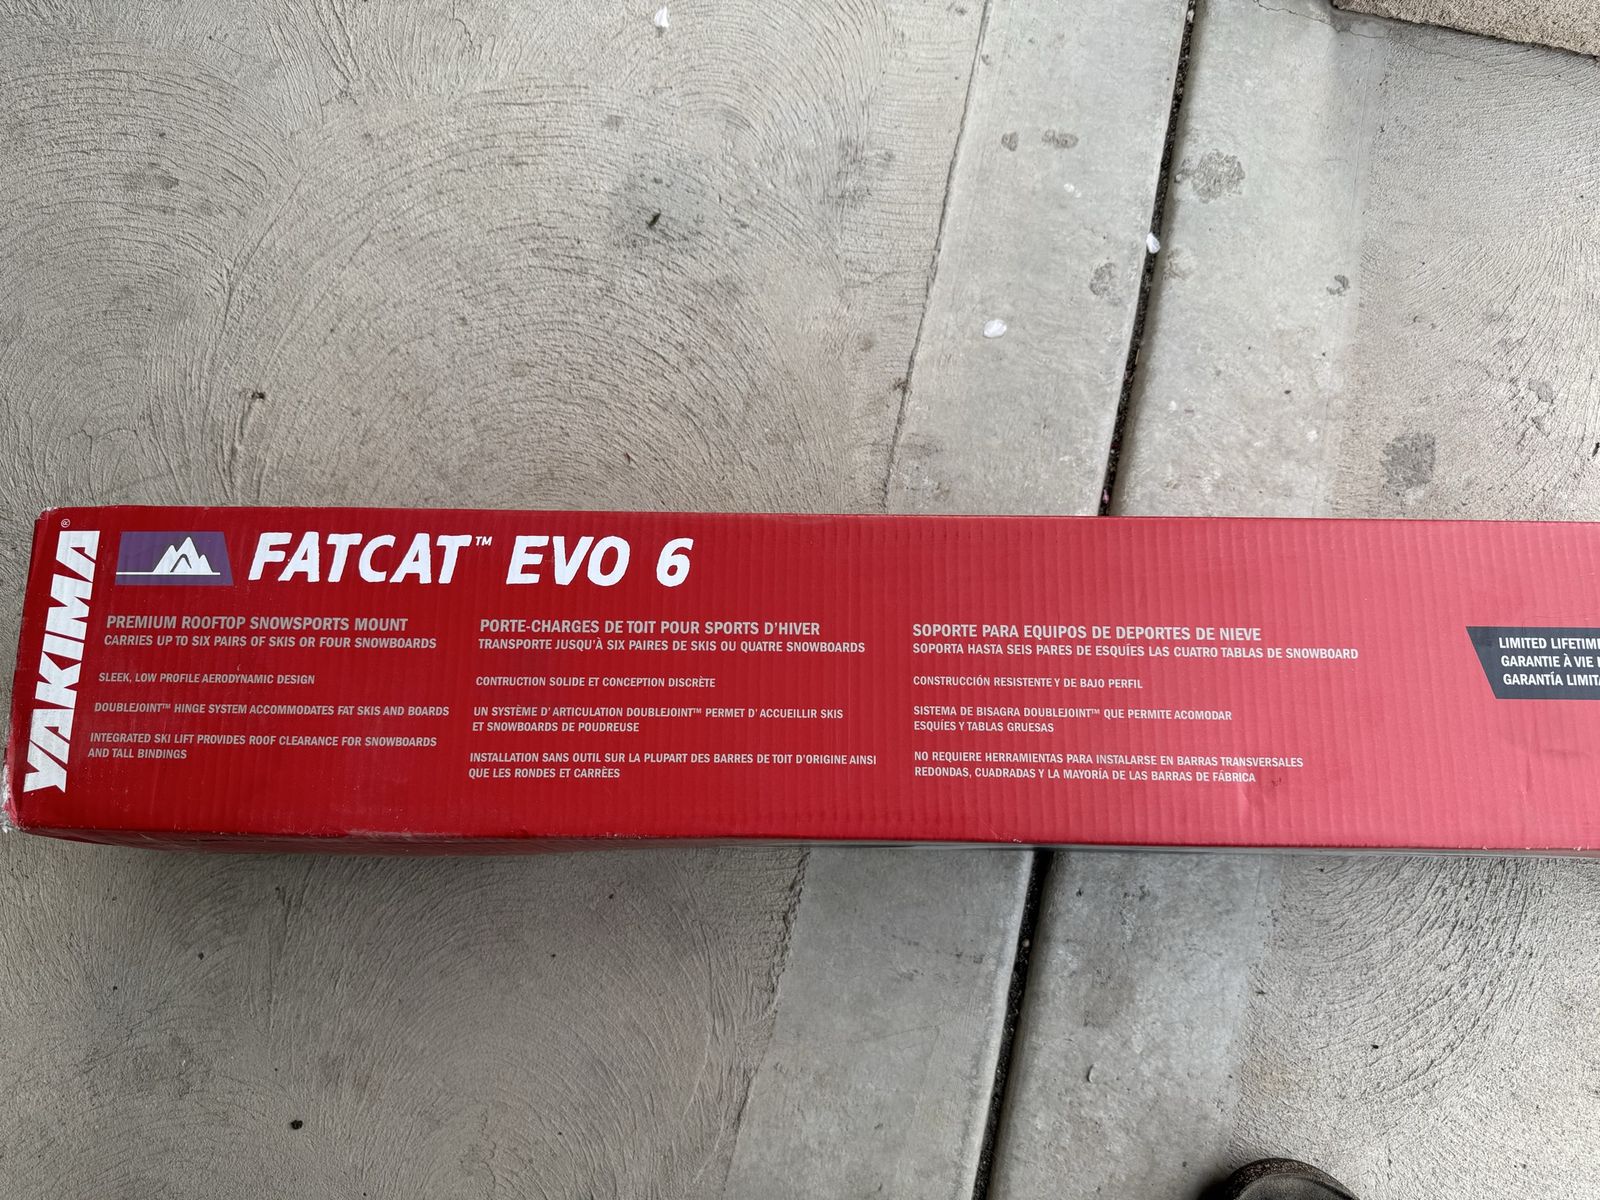 YAKIMA®
FATCAT™ EVO 6
PREMIUM ROOFTOP SNOWSPORTS MOUNT
CARRIES UP TO SIX PAIRS OF SKIS OR FOUR SNOWBOARDS
SLEEK, LOW PROFILE AERODYNAMIC DESIGN
DOUBLEJOINT™ HINGE SYSTEM ACCOMMODATES FAT SKIS AND BOARDS
INTEGRATED SKI LIFT PROVIDES ROOF CLEARANCE FOR SNOWBOARDS
AND TALL BINDINGS
PORTE-CHARGES DE TOIT POUR SPORTS D'HIVER
TRANSPORTE JUSQU'À SIX PAIRES DE SKIS OU QUATRE SNOWBOARDS
CONTRUCTION SOLIDE ET CONCEPTION DISCRÈTE
UN SYSTÈME D' ARTICULATION DOUBLEJOINT™ PERMET D' ACCUEILLIR SKIS
ET SNOWBOARDS DE POUDREUSE
INSTALLATION SANS OUTIL SUR LA PLUPART DES BARRES DE TOIT D'ORIGINE AINSI
QUE LES RONDES ET CARRÈES
SOPORTE PARA EQUIPOS DE DEPORTES DE NIEVE
SOPORTA HASTA SEIS PARES DE ESQUÍES LAS CUATRO TABLAS DE SNOWBOARD
CONSTRUCCIÓN RESISTENTE Y DE BAJO PERFIL
SISTEMA DE BISAGRA DOUBLEJOINT™ QUE PERMITE ACOMODAR
ESQUÍES Y TABLAS GRUESAS
NO REQUIERE HERRAMIENTAS PARA INSTALARSE EN BARRAS TRANSVERSALES
REDONDAS, CUADRADAS Y LA MAYORÍA DE LAS BARRAS DE FÁBRICA
LIMITED LIFETIME
GARANTIE À VIE
GARANTÍA LIMITA